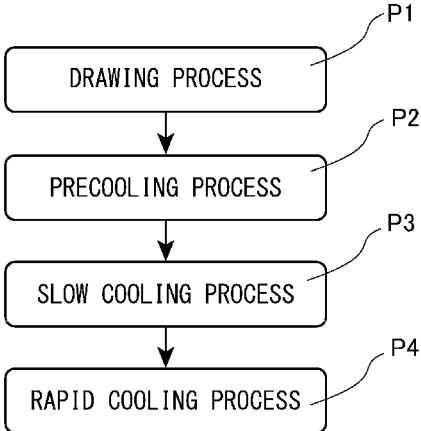 P1
DRAWING PROCESS
P2
PRECOOLING PROCESS
P3
SLOW COOLING PROCESS
P4
RAPID COOLING PROCESS